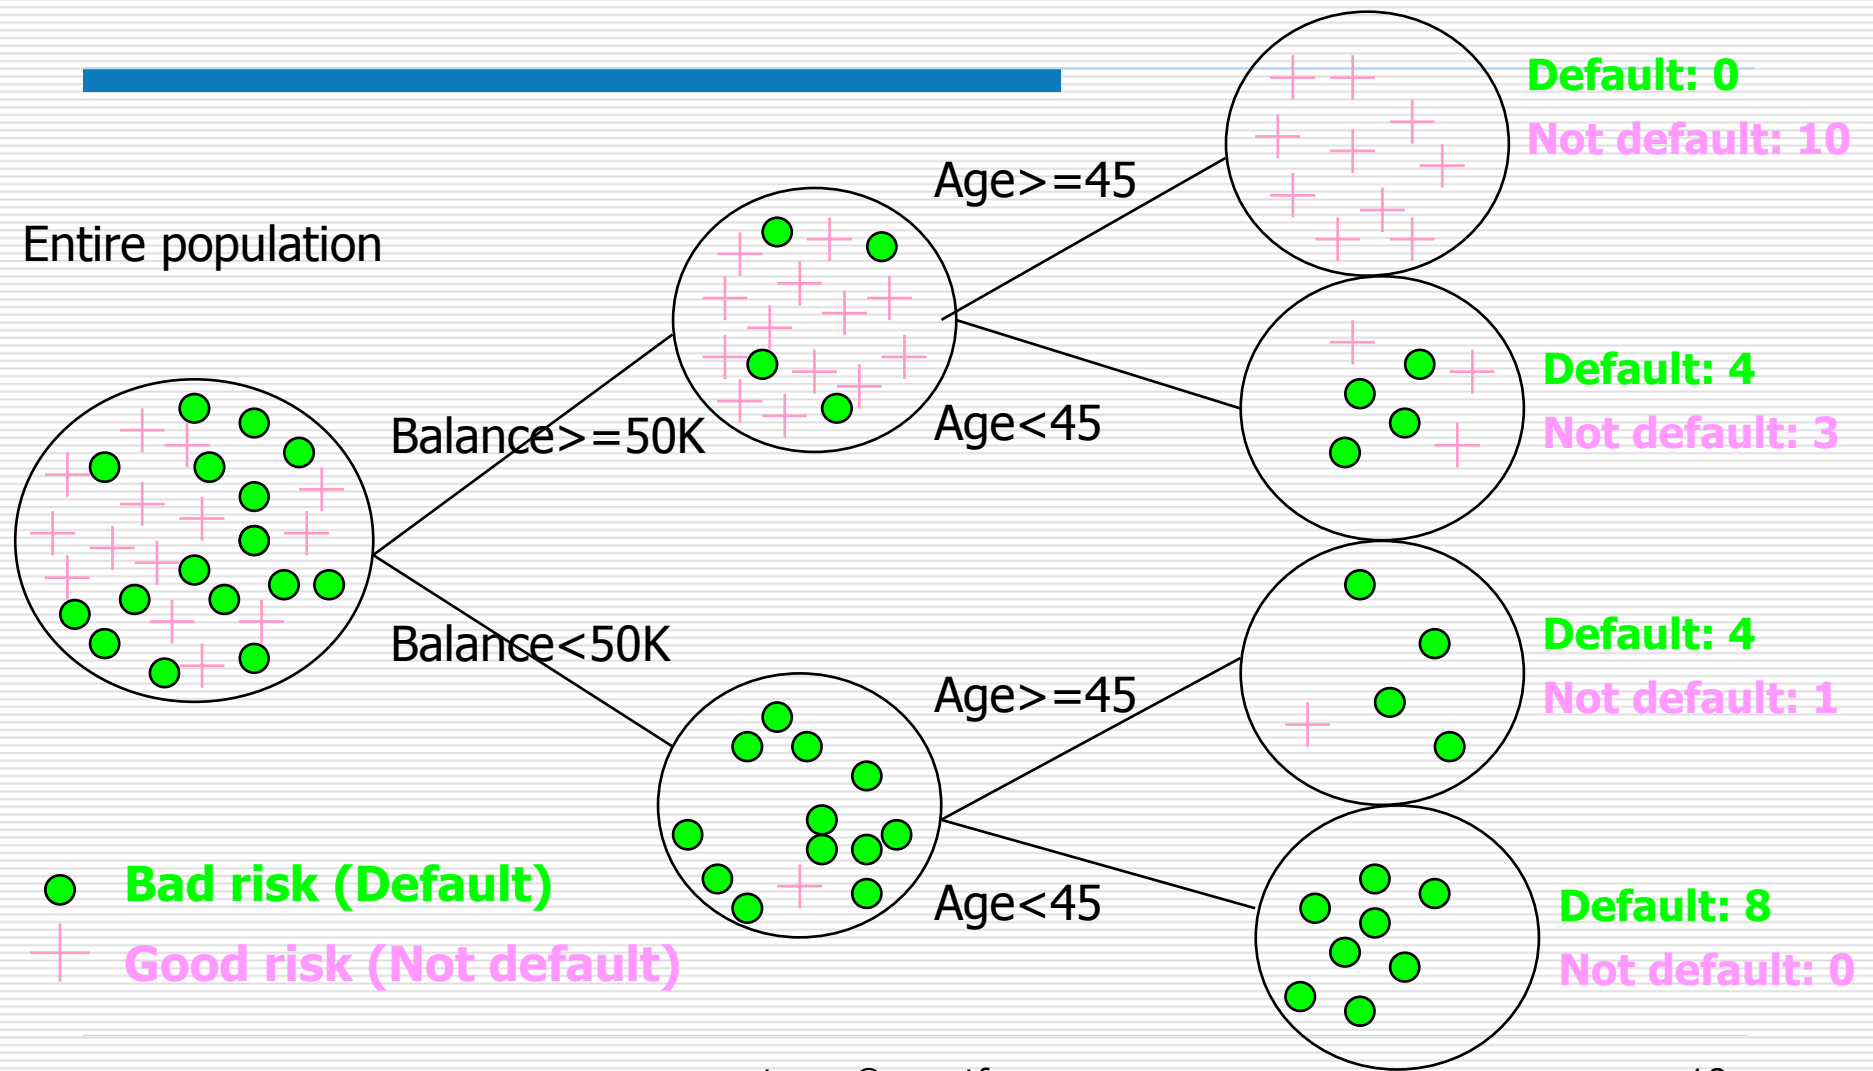 Default: 0
Not default: 10
Age>=45
Entire population
Default: 4
Not default: 3
Balance>=50K
Age<45
Balance<50K
Default: 4
Not default: 1
Age>=45
Bad risk (Default)
Good risk (Not default)
Age<45
Default: 8
Not default: 0